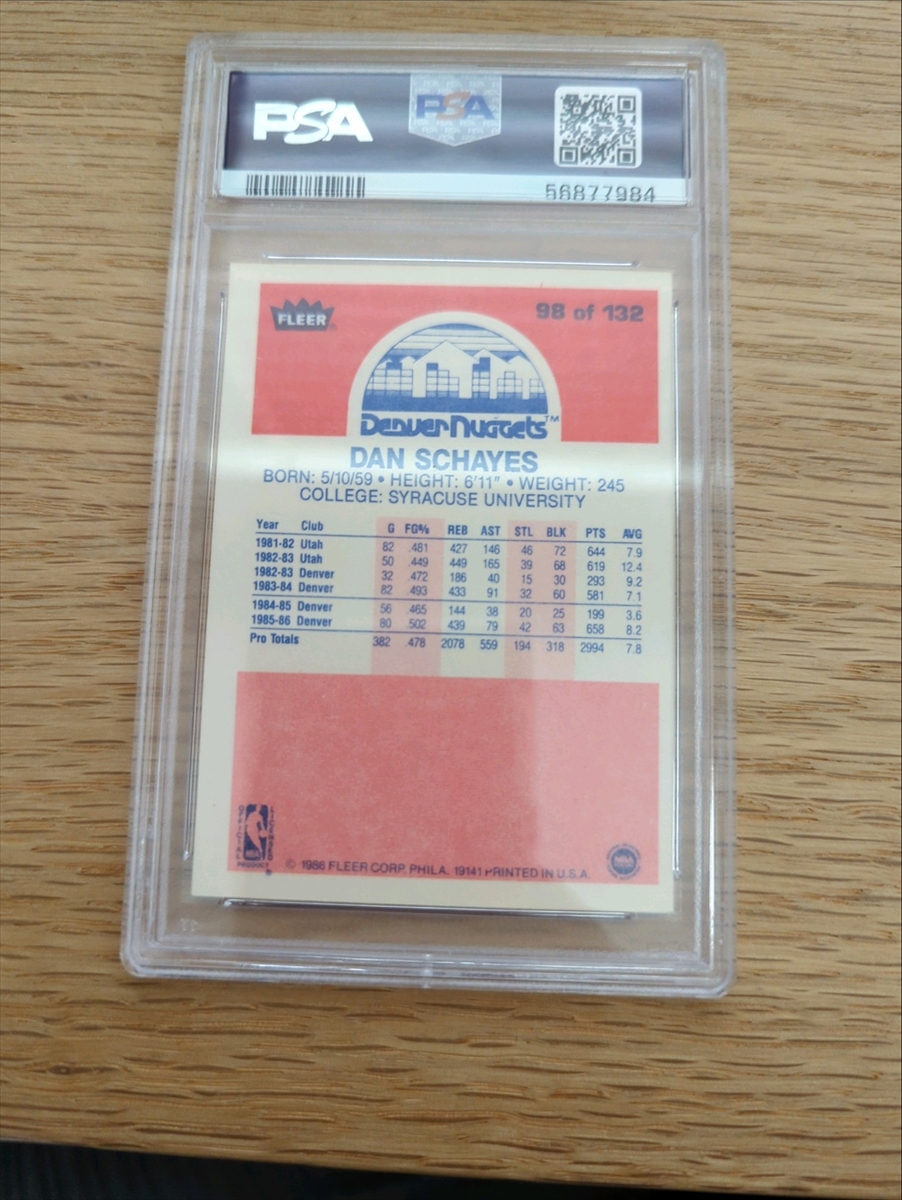 PSA PSA
56877984
FLEER 98 of 132
Denver Nuggets™
DAN SCHAYES
BORN: 5/10/59 • HEIGHT: 6'11" • WEIGHT: 245
COLLEGE: SYRACUSE UNIVERSITY
Year Club G FG% REB AST STL BLK PTS AVG
1981-82 Utah 82 .481 427 146 46 72 644 7.9
1982-83 Utah 50 .449 449 165 39 68 619 12.4
1982-83 Denver 32 .472 186 40 15 30 293 9.2
1983-84 Denver 82 .493 433 91 32 60 581 7.1
1984-85 Denver 56 .465 144 38 20 25 199 3.6
1985-86 Denver 80 .502 439 79 42 63 658 8.2
Pro Totals 382 .478 2078 559 194 318 2994 7.8
OFFICIAL LICENSED
PRODUCT
© 1986 FLEER CORP. PHILA. 19141 PRINTED IN U.S.A.